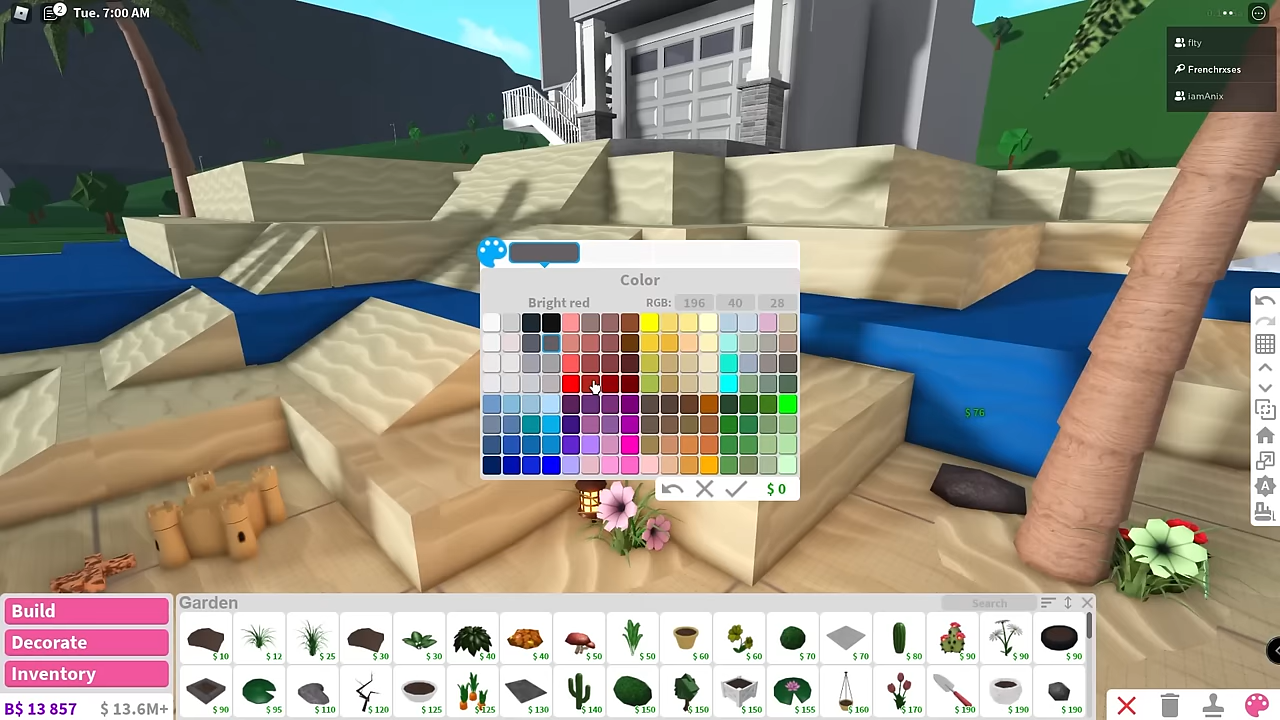 2
Tue. 7:00 AM
flty
Frenchrxses
iamAnix
Color
Bright red
RGB: 196 40 28
$ 76
$ 0
Build
Decorate
Inventory
B$ 13 857 $ 13.6M+
Garden
Search
$ 10 $ 12 $ 25 $ 30 $ 30 $ 40 $ 40 $ 50 $ 50 $ 60 $ 60 $ 70 $ 70 $ 80 $ 90 $ 90 $ 90
$ 90 $ 95 $ 110 $ 120 $ 125 $ 125 $ 130 $ 140 $ 150 $ 150 $ 150 $ 155 $ 160 $ 170 $ 190 $ 190 $ 190